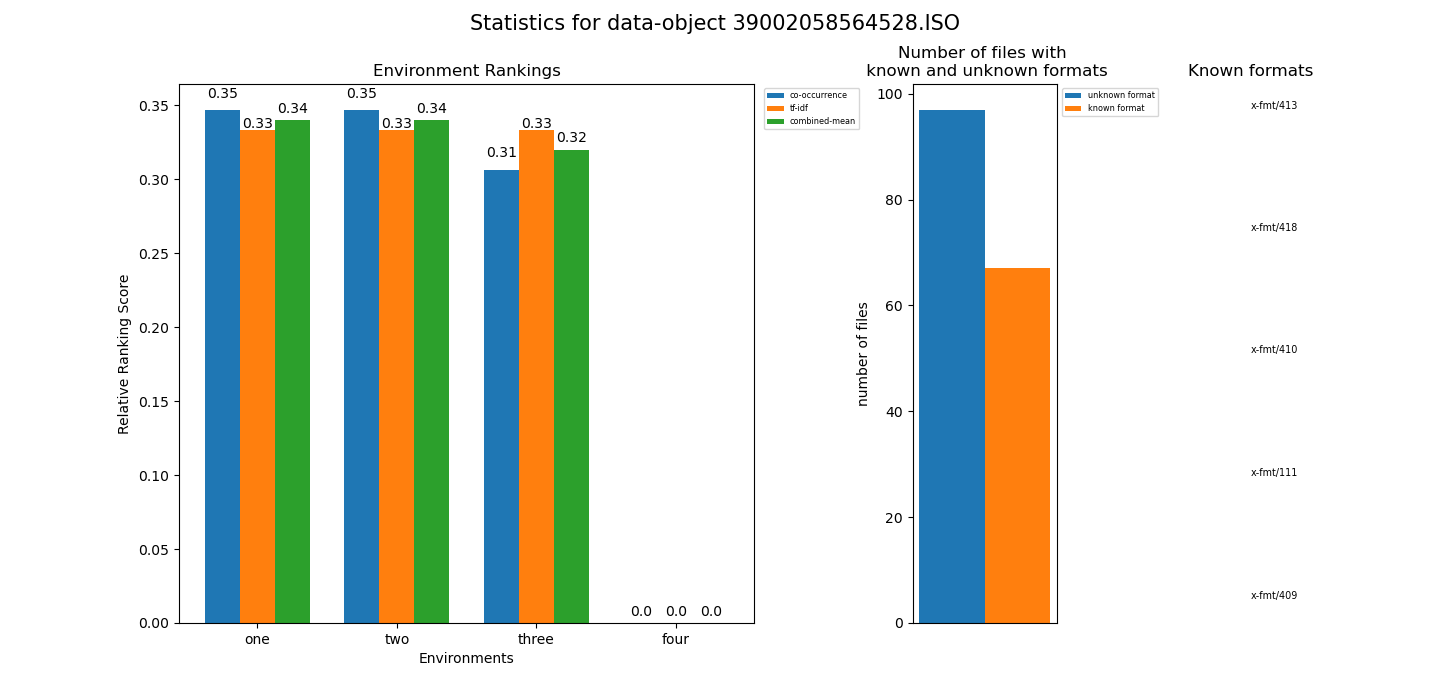 Statistics for data-object 39002058564528.ISO
Environment Rankings
0.35
0.33
0.34
0.35
0.33
0.34
0.31
0.33
0.32
0.0
0.0
0.0
0.35
0.30
0.25
0.20
0.15
0.10
0.05
0.00
Relative Ranking Score
one
two
three
four
Environments
co-occurrence
tf-idf
combined-mean
Number of files with
known and unknown formats
100
80
60
40
20
0
number of files
unknown format
known format
Known formats
x-fmt/413
x-fmt/418
x-fmt/410
x-fmt/111
x-fmt/409